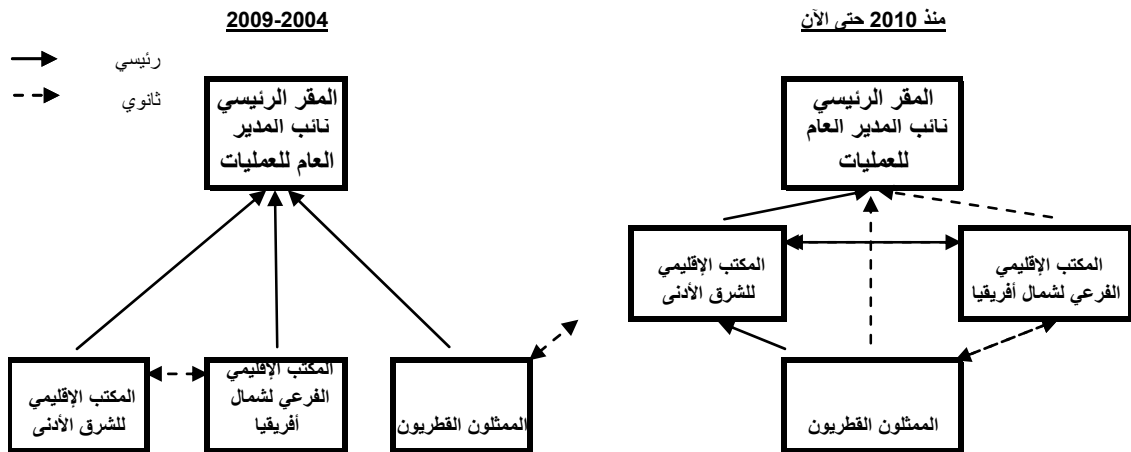 2009-2004
منذ 2010 حتى الآن
رئيسي
ثانوي
المقر الرئيسي
نائب المدير
العام للعمليات
المقر الرئيسي
نائب المدير العام
للعمليات
المكتب الإقليمي
للشرق الأدنى
المكتب الإقليمي
الفرعي لشمال أفريقيا
المكتب الإقليمي
للشرق الأدنى
المكتب الإقليمي
الفرعي لشمال
أفريقيا
الممثلون القطريون
الممثلون القطريون